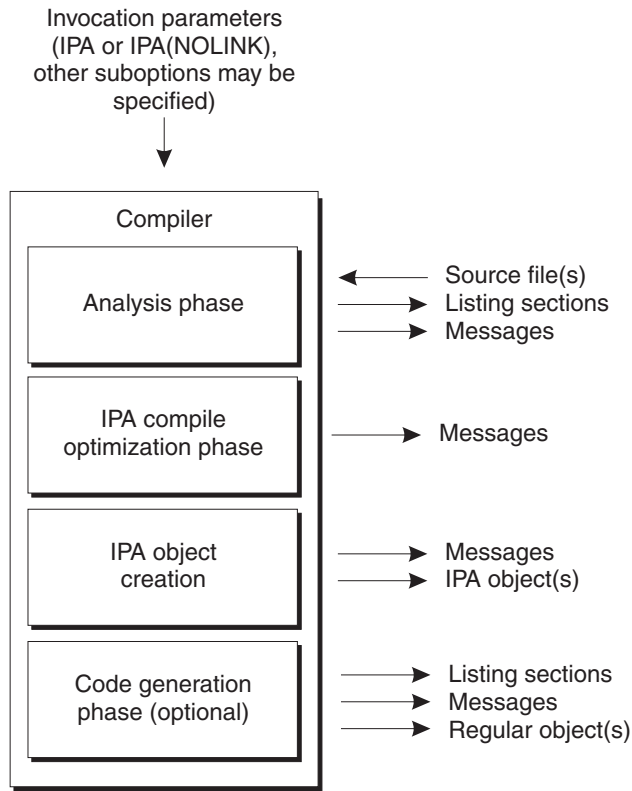 Invocation parameters
(IPA or IPA(NOLINK),
other suboptions may be
specified)
Compiler
Analysis phase
Source file(s)
Listing sections
Messages
IPA compile
optimization phase
Messages
IPA object
creation
Messages
IPA object(s)
Code generation
phase (optional)
Listing sections
Messages
Regular object(s)